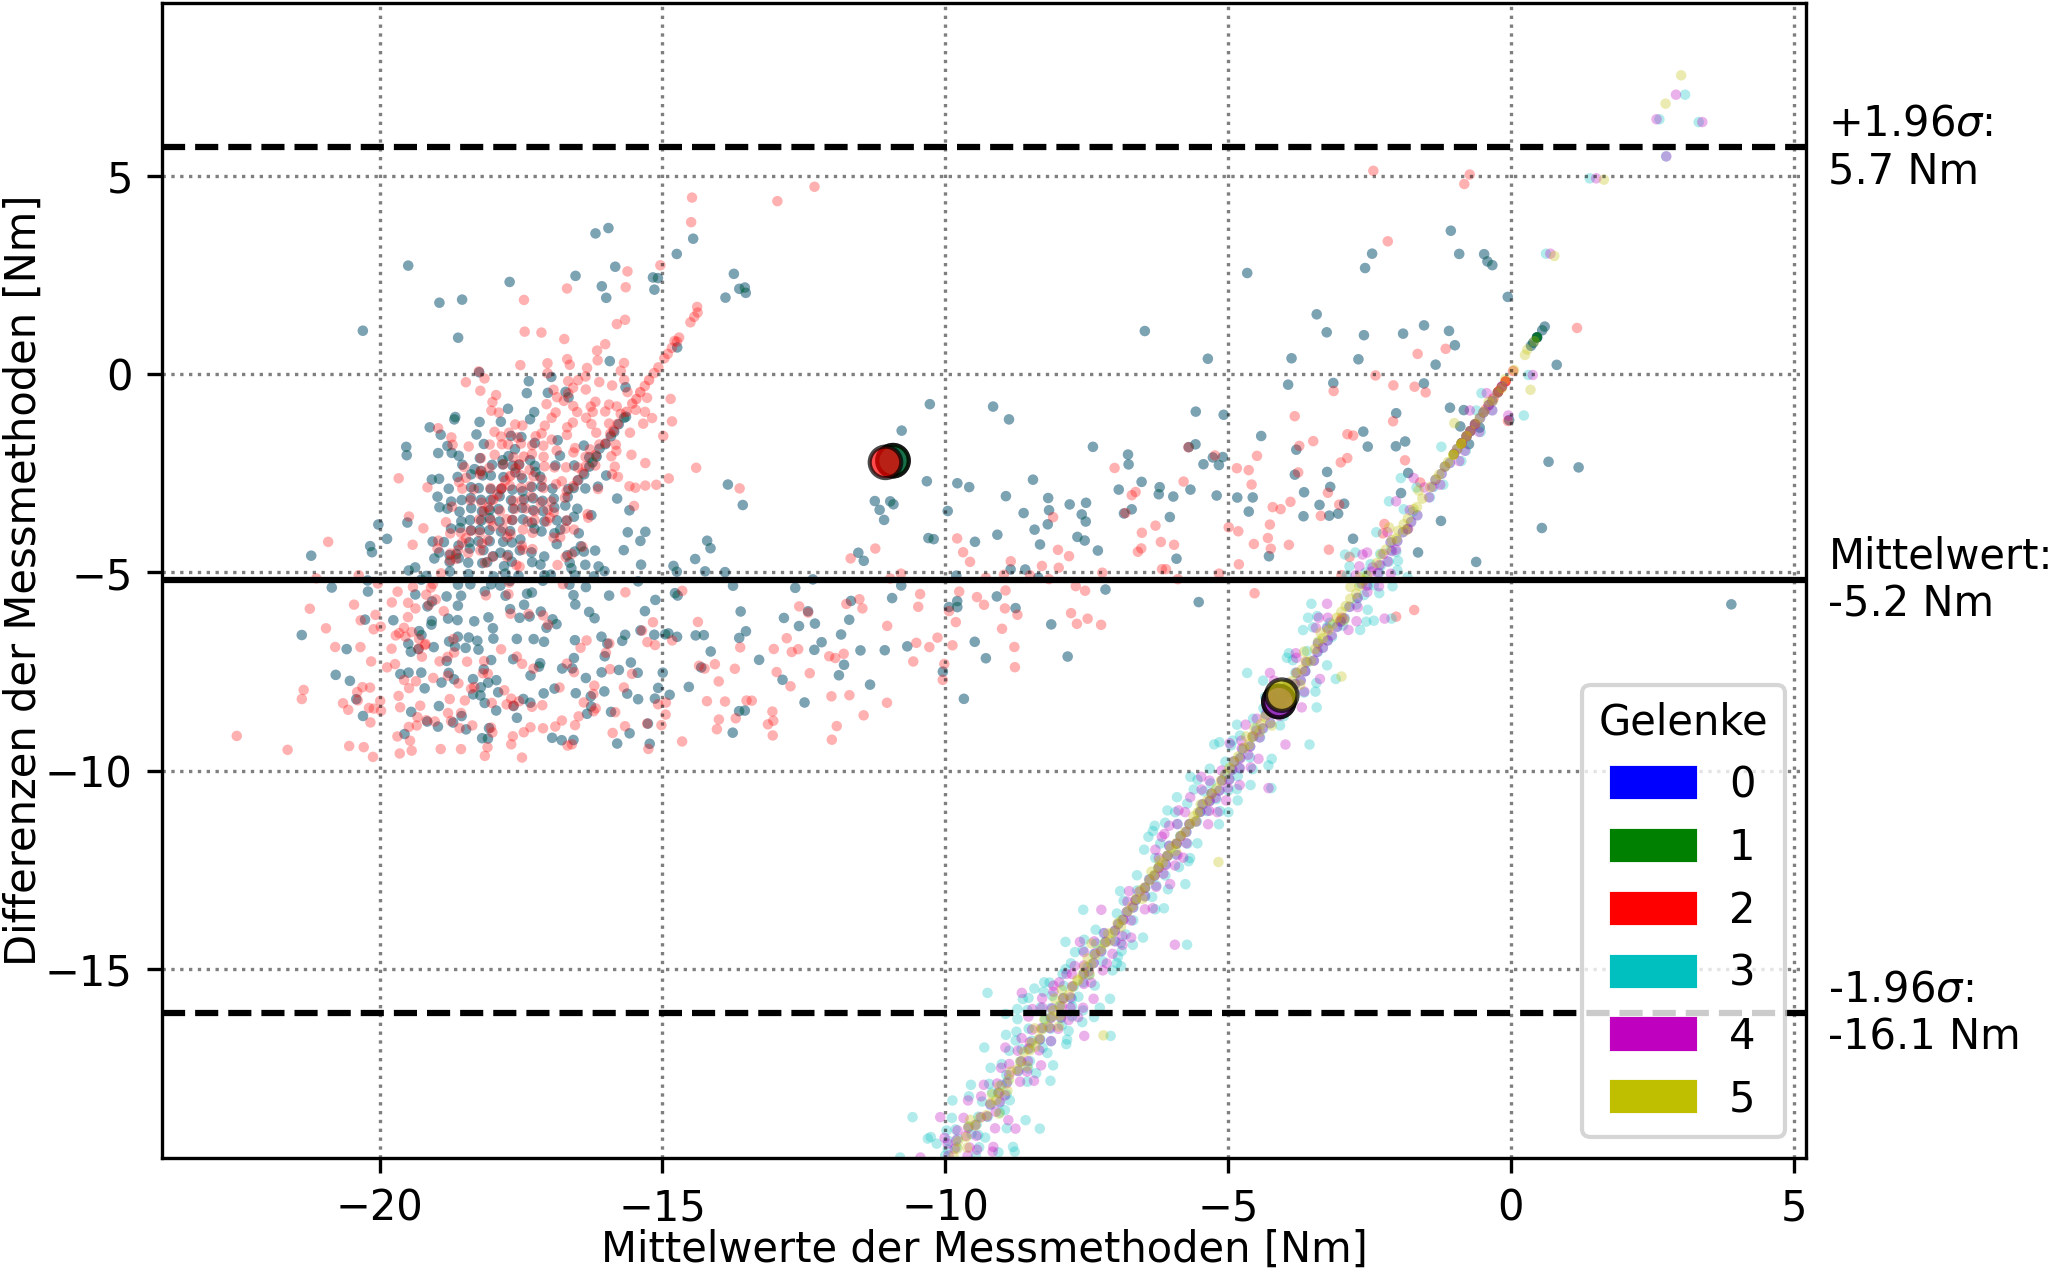 Differenzen der Messmethoden [Nm]
5
0
−5
−10
−15
+1.96σ:
5.7 Nm
Mittelwert:
-5.2 Nm
-1.96σ:
-16.1 Nm
Gelenke
0
1
2
3
4
5
−20
−15
−10
−5
0
5
Mittelwerte der Messmethoden [Nm]